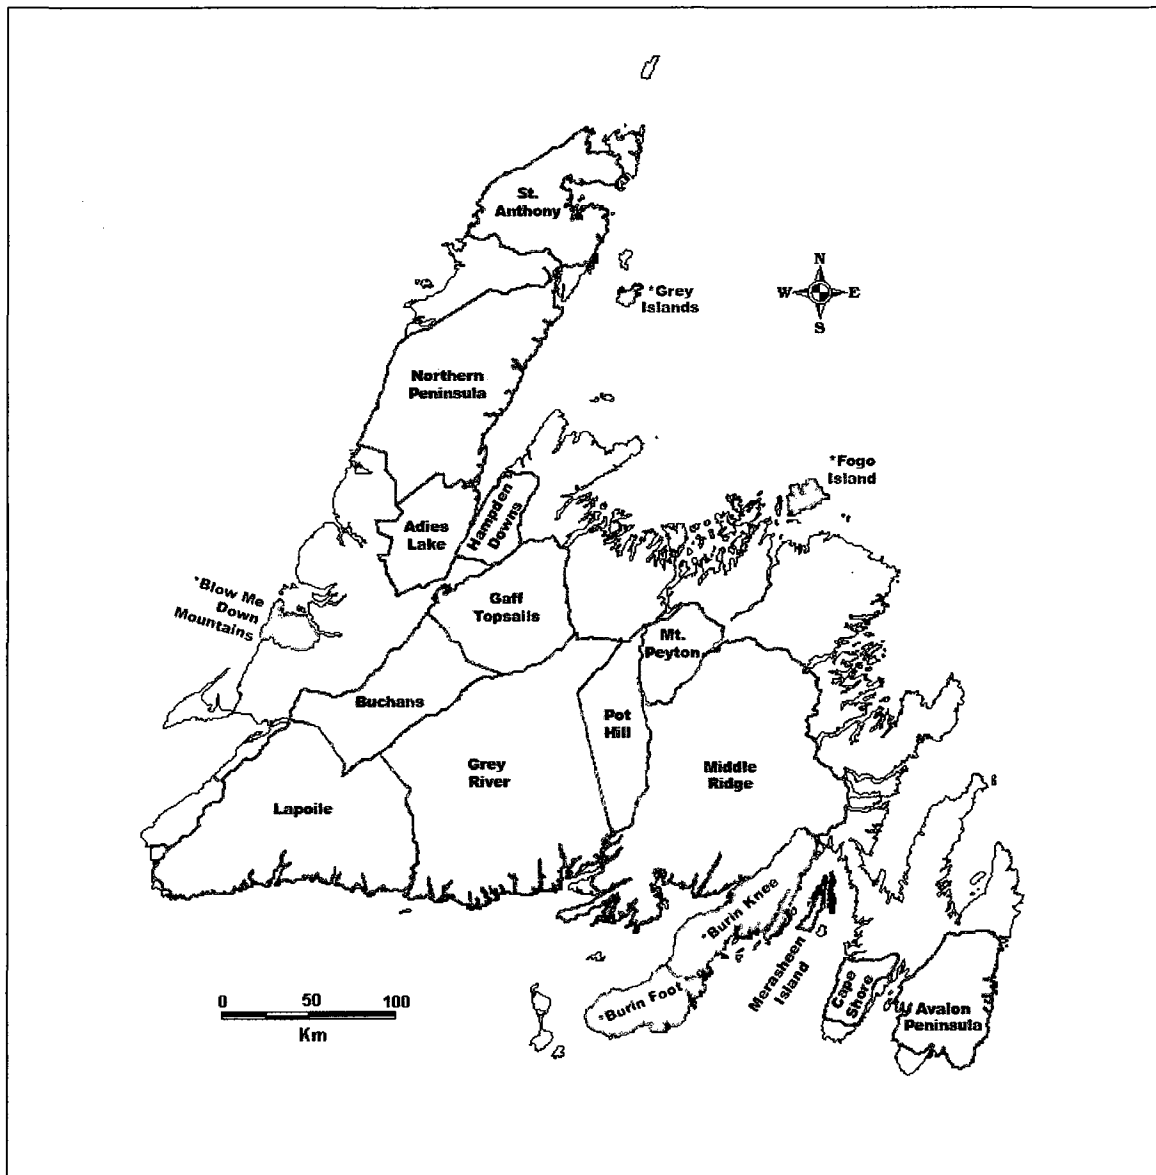 St.
Anthony
N
W
E
S
*Grey
Islands
Northern
Peninsula
*Fogo
Island
Hampden
Downs
Adies
Lake
*Blow Me
Down
Mountains
Gaff
Topsails
Mt.
Peyton
Buchans
Pot
Hill
Grey
River
Middle
Ridge
Lapoile
*Burin Knee
Merasheen
Island
*Burin Foot
Cape
Shore
Avalon
Peninsula
0 50 100
Km